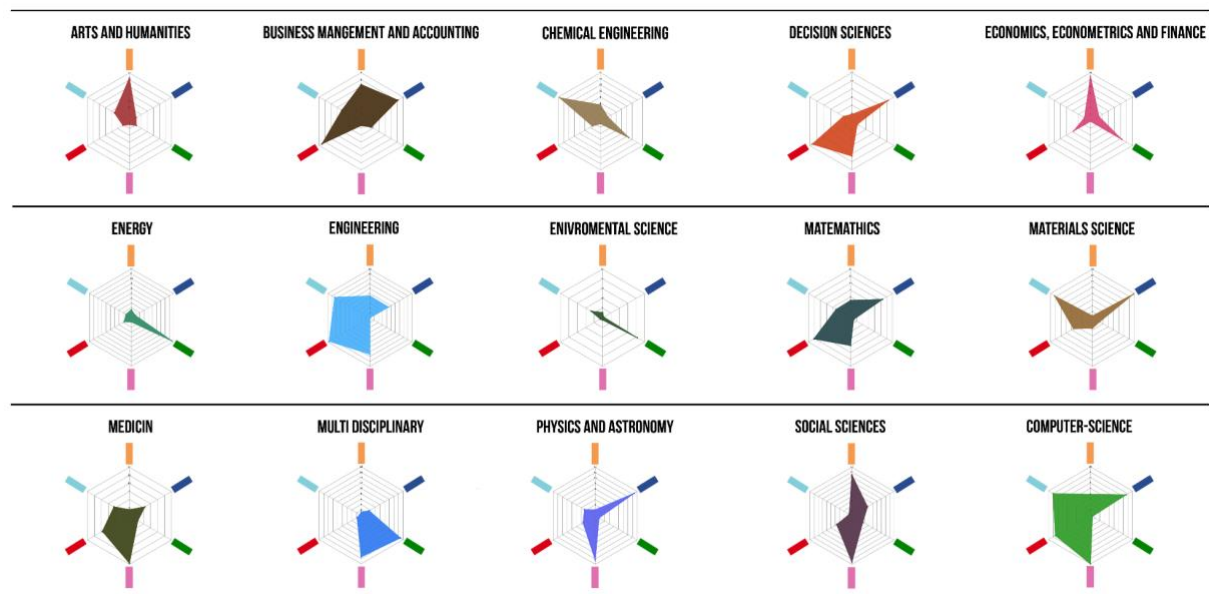 ARTS AND HUMANITIES
BUSINESS MANGEMENT AND ACCOUNTING
CHEMICAL ENGINEERING
DECISION SCIENCES
ECONOMICS, ECONOMETRICS AND FINANCE
ENERGY
ENGINEERING
ENIVROMENTAL SCIENCE
MATEMATHICS
MATERIALS SCIENCE
MEDICIN
MULTI DISCIPLINARY
PHYSICS AND ASTRONOMY
SOCIAL SCIENCES
COMPUTER-SCIENCE